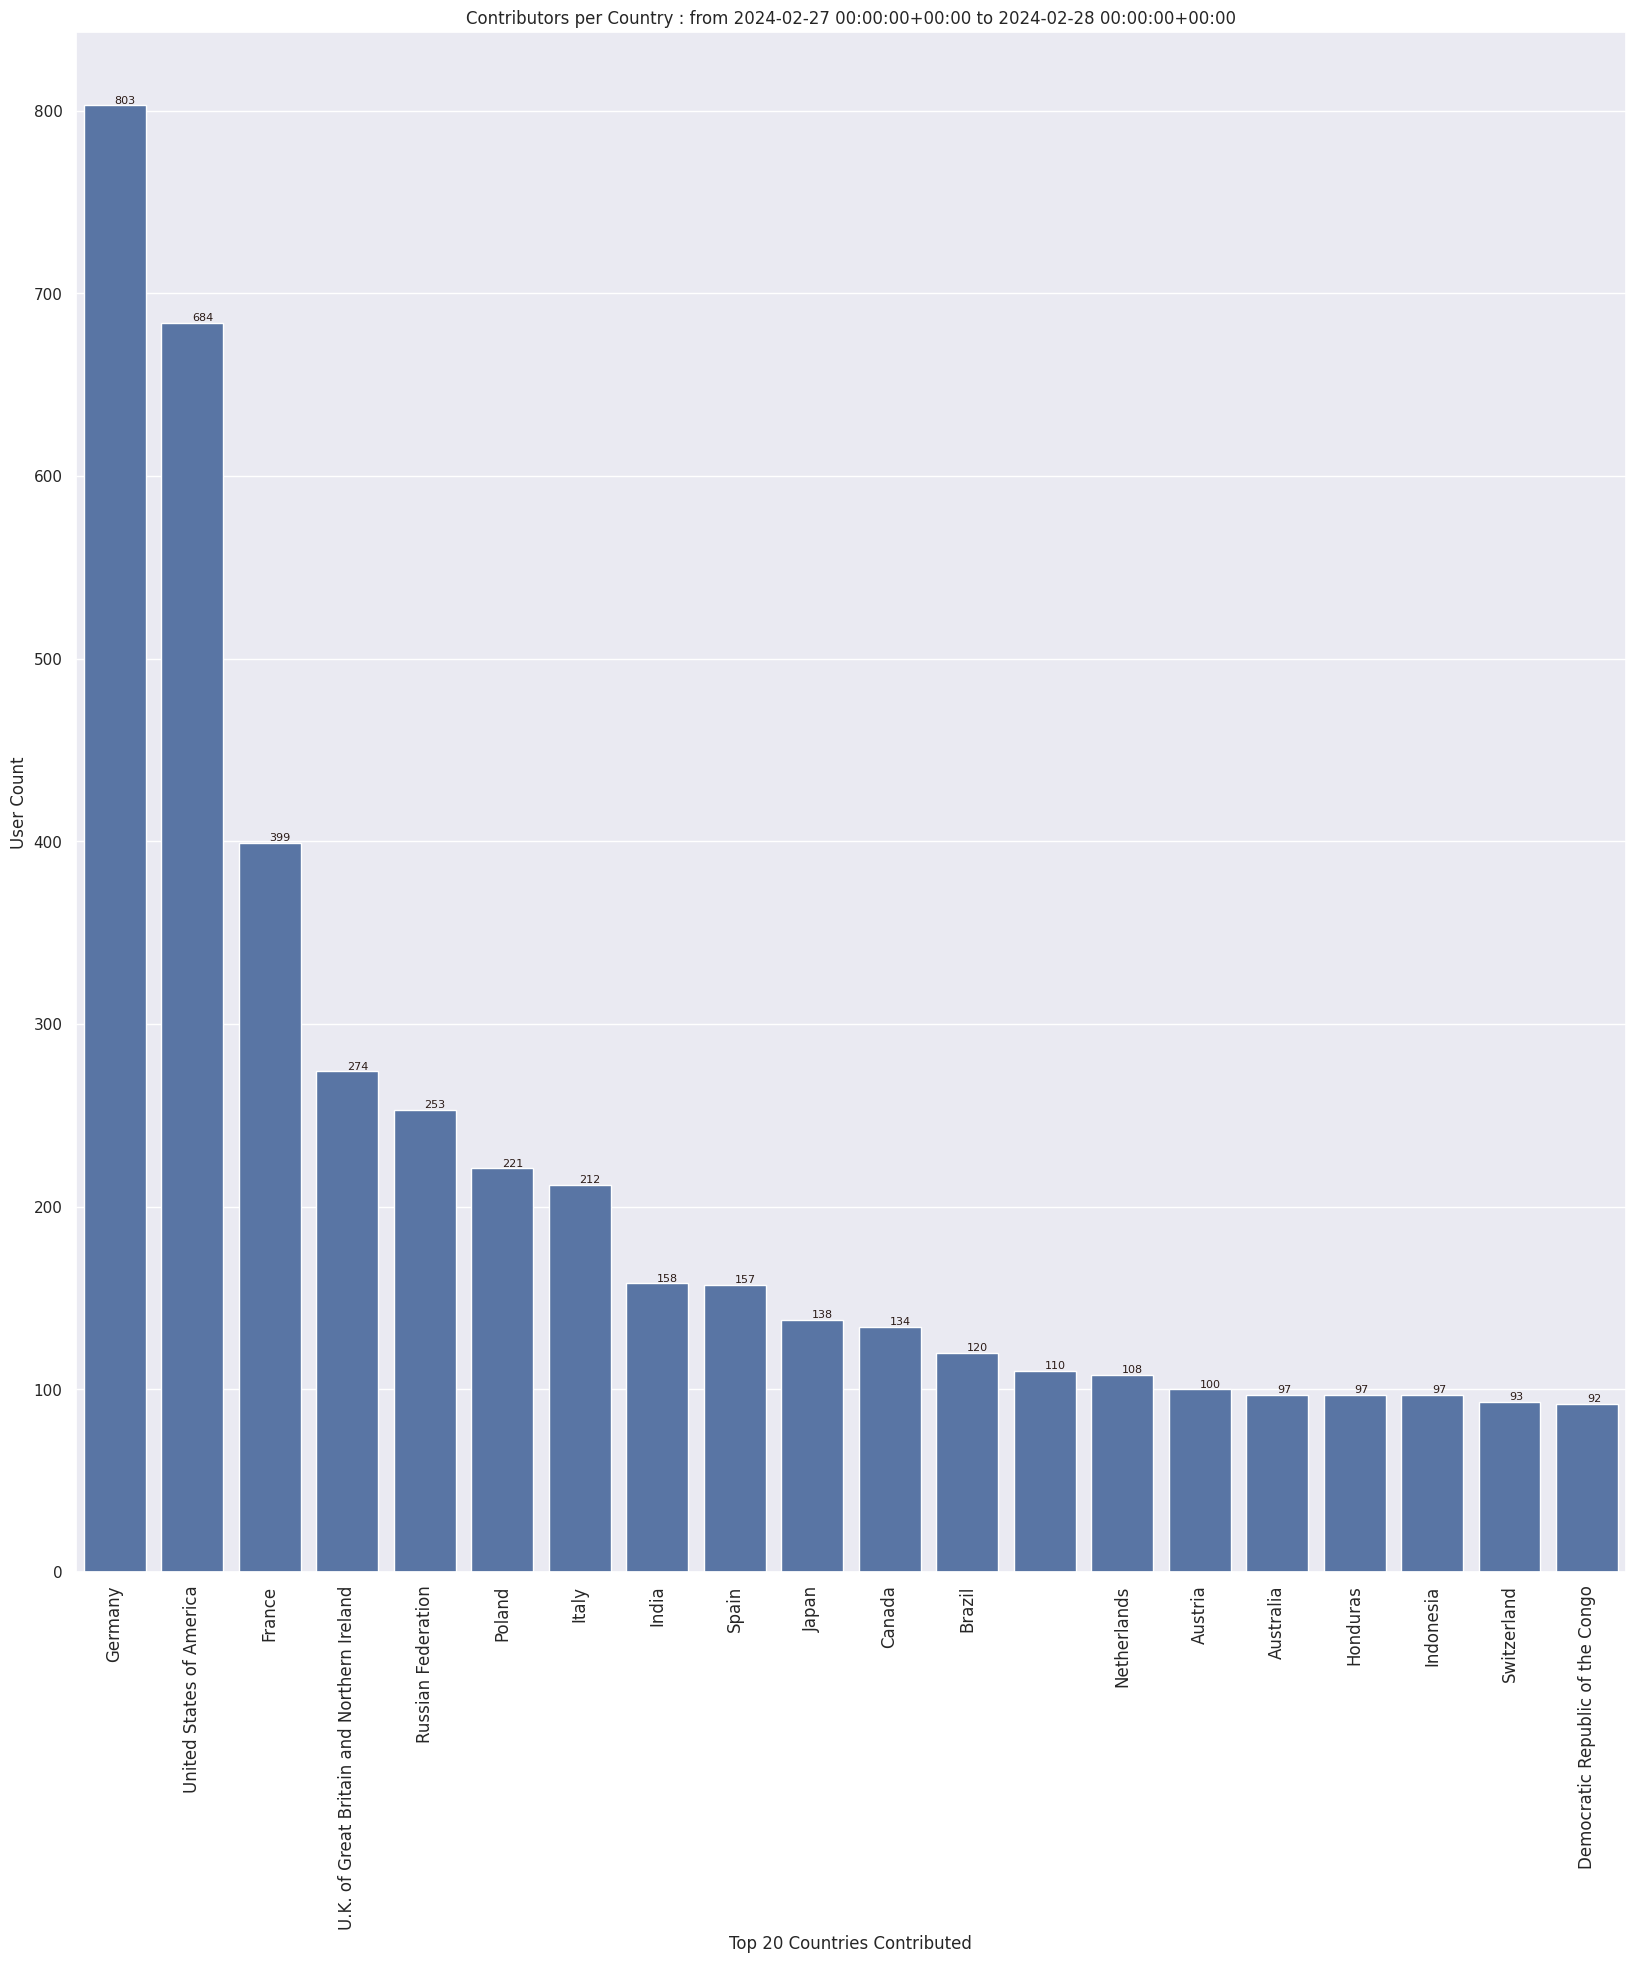 Contributors per Country : from 2024-02-27 00:00:00+00:00 to 2024-02-28 00:00:00+00:00
User Count
800
700
600
500
400
300
200
100
0
803
684
399
274
253
221
212
158
157
138
134
120
110
108
100
97
97
97
93
92
Germany
United States of America
France
U.K. of Great Britain and Northern Ireland
Russian Federation
Poland
Italy
India
Spain
Japan
Canada
Brazil
Netherlands
Austria
Australia
Honduras
Indonesia
Switzerland
Democratic Republic of the Congo
Top 20 Countries Contributed